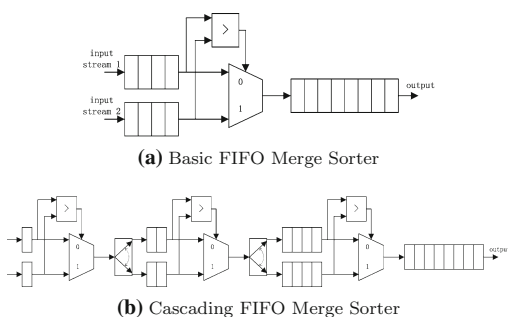 input
stream 1
>
0
1
input
stream 2
output
(a) Basic FIFO Merge Sorter
>
0
1
>
0
1
>
0
1
outpu
(b) Cascading FIFO Merge Sorter